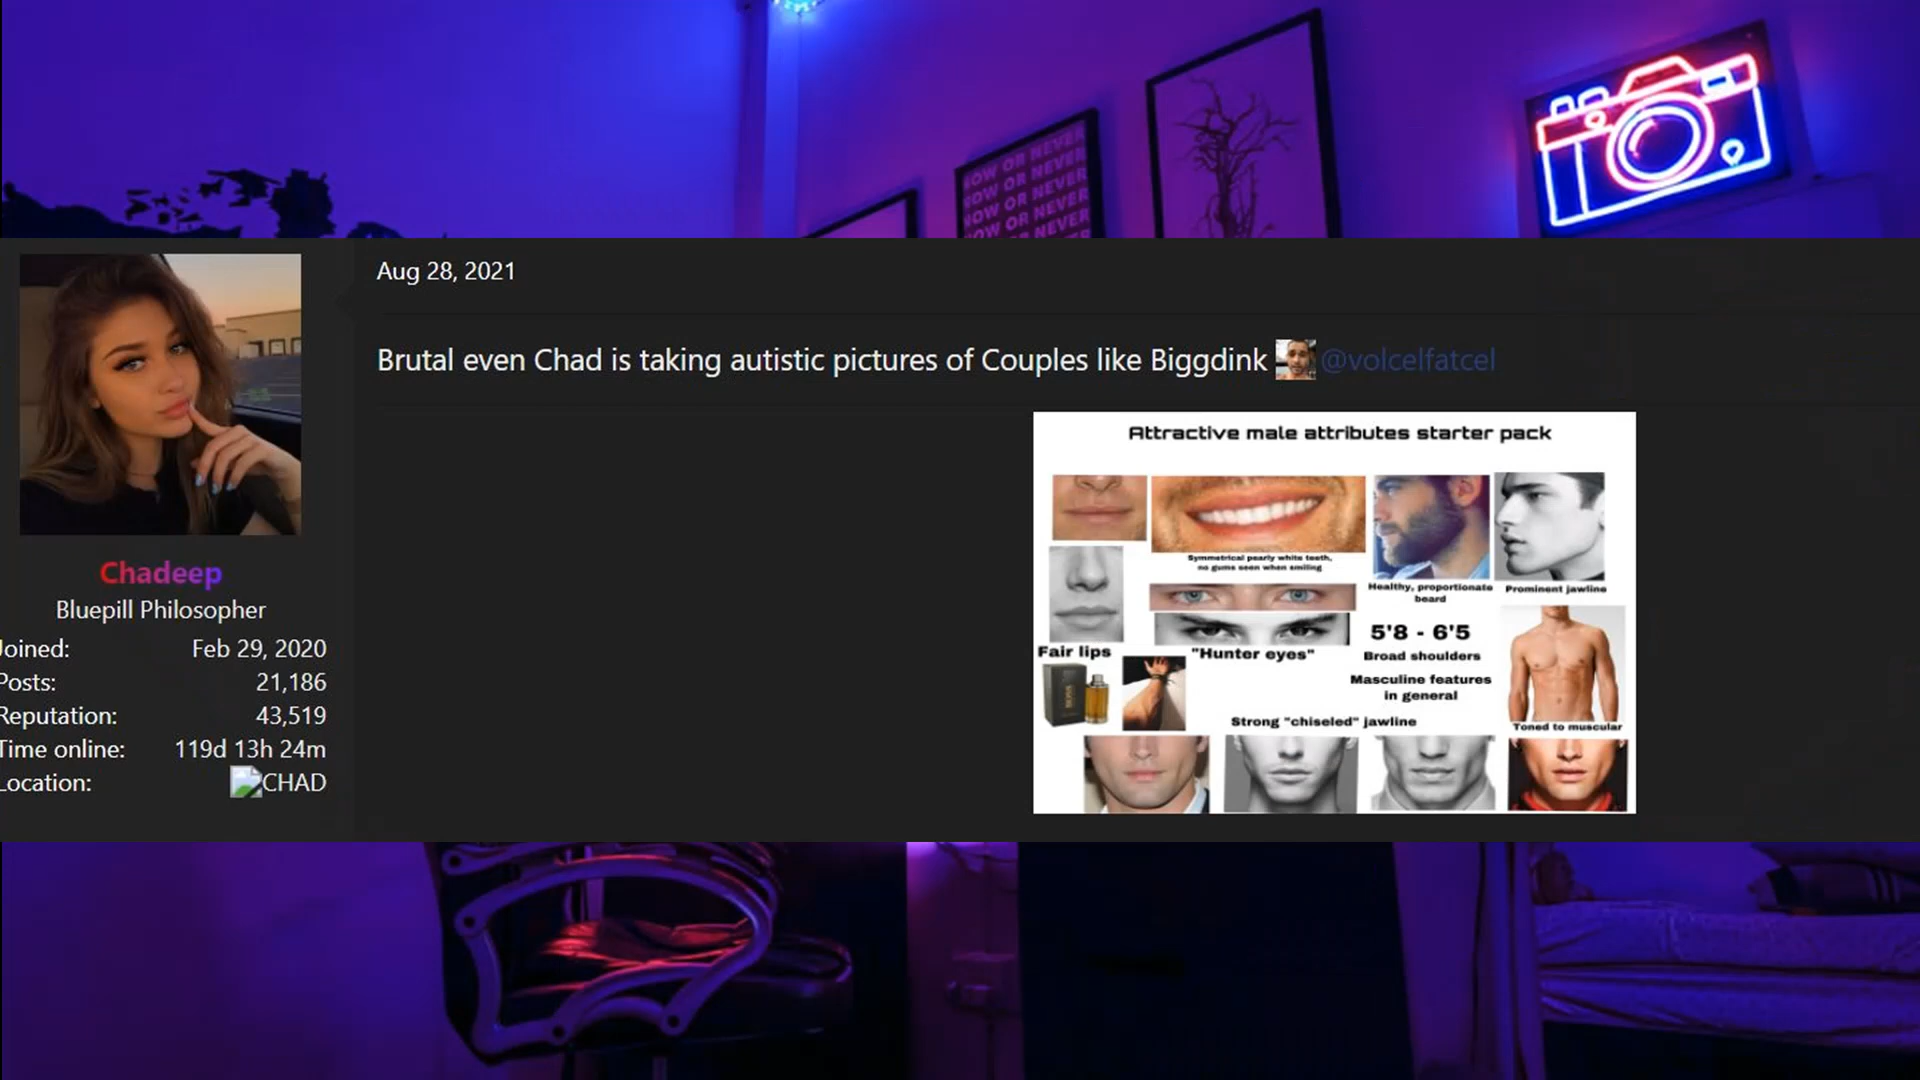 NOW OR NEVER
NOW OR NEVER
NOW OR NEVER
NOW OR NEVER
Aug 28, 2021
Brutal even Chad is taking autistic pictures of Couples like Biggdink @volcelfatcel
Chadeep
Bluepill Philosopher
Joined: Feb 29, 2020
Posts: 21,186
Reputation: 43,519
Time online: 119d 13h 24m
Location: CHAD
Attractive male attributes starter pack
Symmetrical pearly white teeth,
no gums seen when smiling
Healthy, proportionate
beard
Prominent jawline
Fair lips
"Hunter eyes"
5'8 - 6'5
Broad shoulders
Masculine features
in general
BOSS
Strong "chiseled" jawline
Toned to muscular